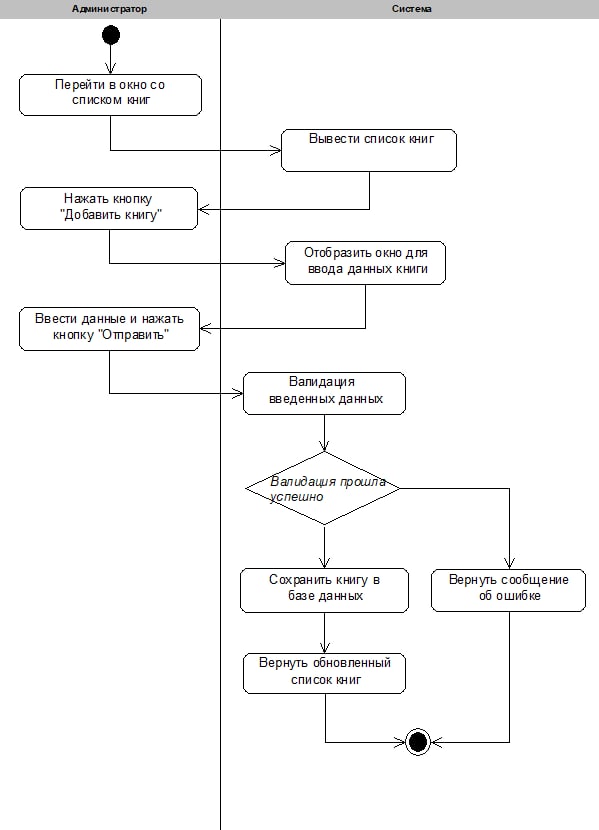 Администратор
Система
Перейти в окно со
списком книг
Вывести список книг
Нажать кнопку
"Добавить книгу"
Отобразить окно для
ввода данных книги
Ввести данные и нажать
кнопку "Отправить"
Валидация
введенных данных
Валидация прошла
успешно
Сохранить книгу в
базе данных
Вернуть сообщение
об ошибке
Вернуть обновленный
список книг